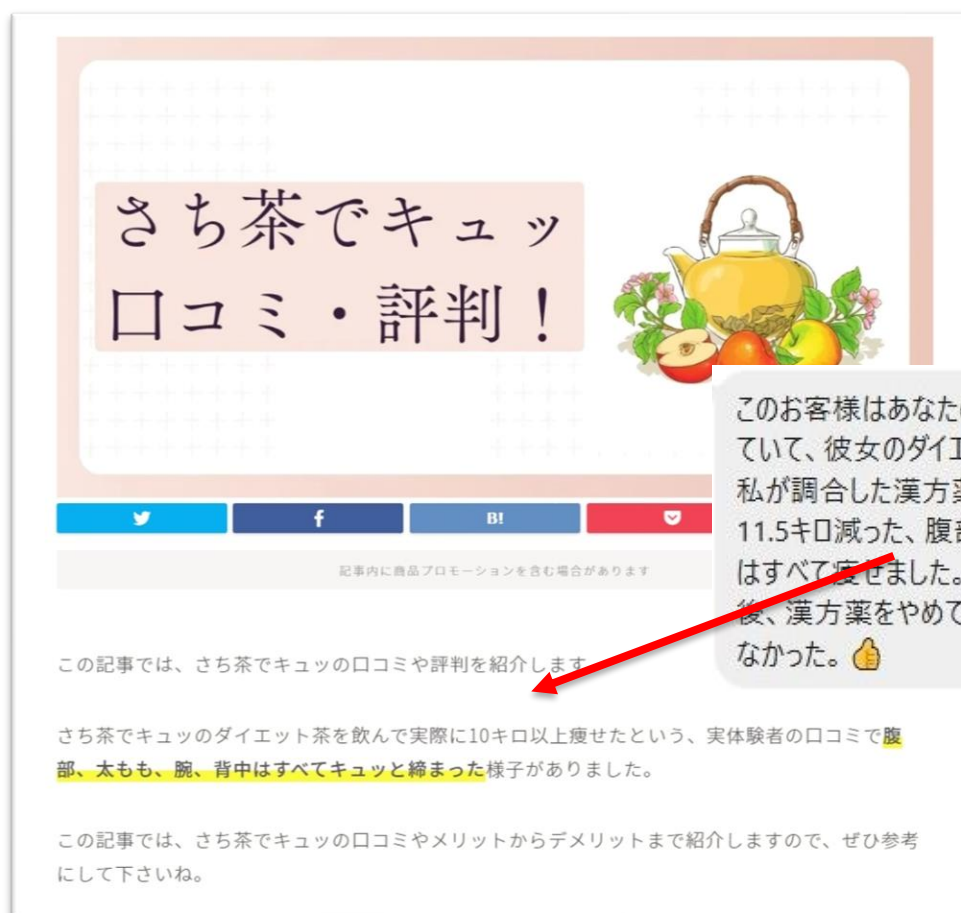 さち茶でキュッ
口コミ・評判！
f
B!
記事内に商品プロモーションを含む場合があります
このお客様はあなた
ていて、彼女のダイエ
私が調合した漢方薬
11.5キロ減った、腹部
はすべて痩せました。
後、漢方薬をやめて
なかった。👍
この記事では、さち茶でキュッの口コミや評判を紹介します
さち茶でキュッのダイエット茶を飲んで実際に10キロ以上痩せたという、実体験者の口コミで腹
部、太もも、腕、背中はすべてキュッと締まった様子がありました。
この記事では、さち茶でキュッの口コミやメリットからデメリットまで紹介しますので、ぜひ参考
にして下さいね。